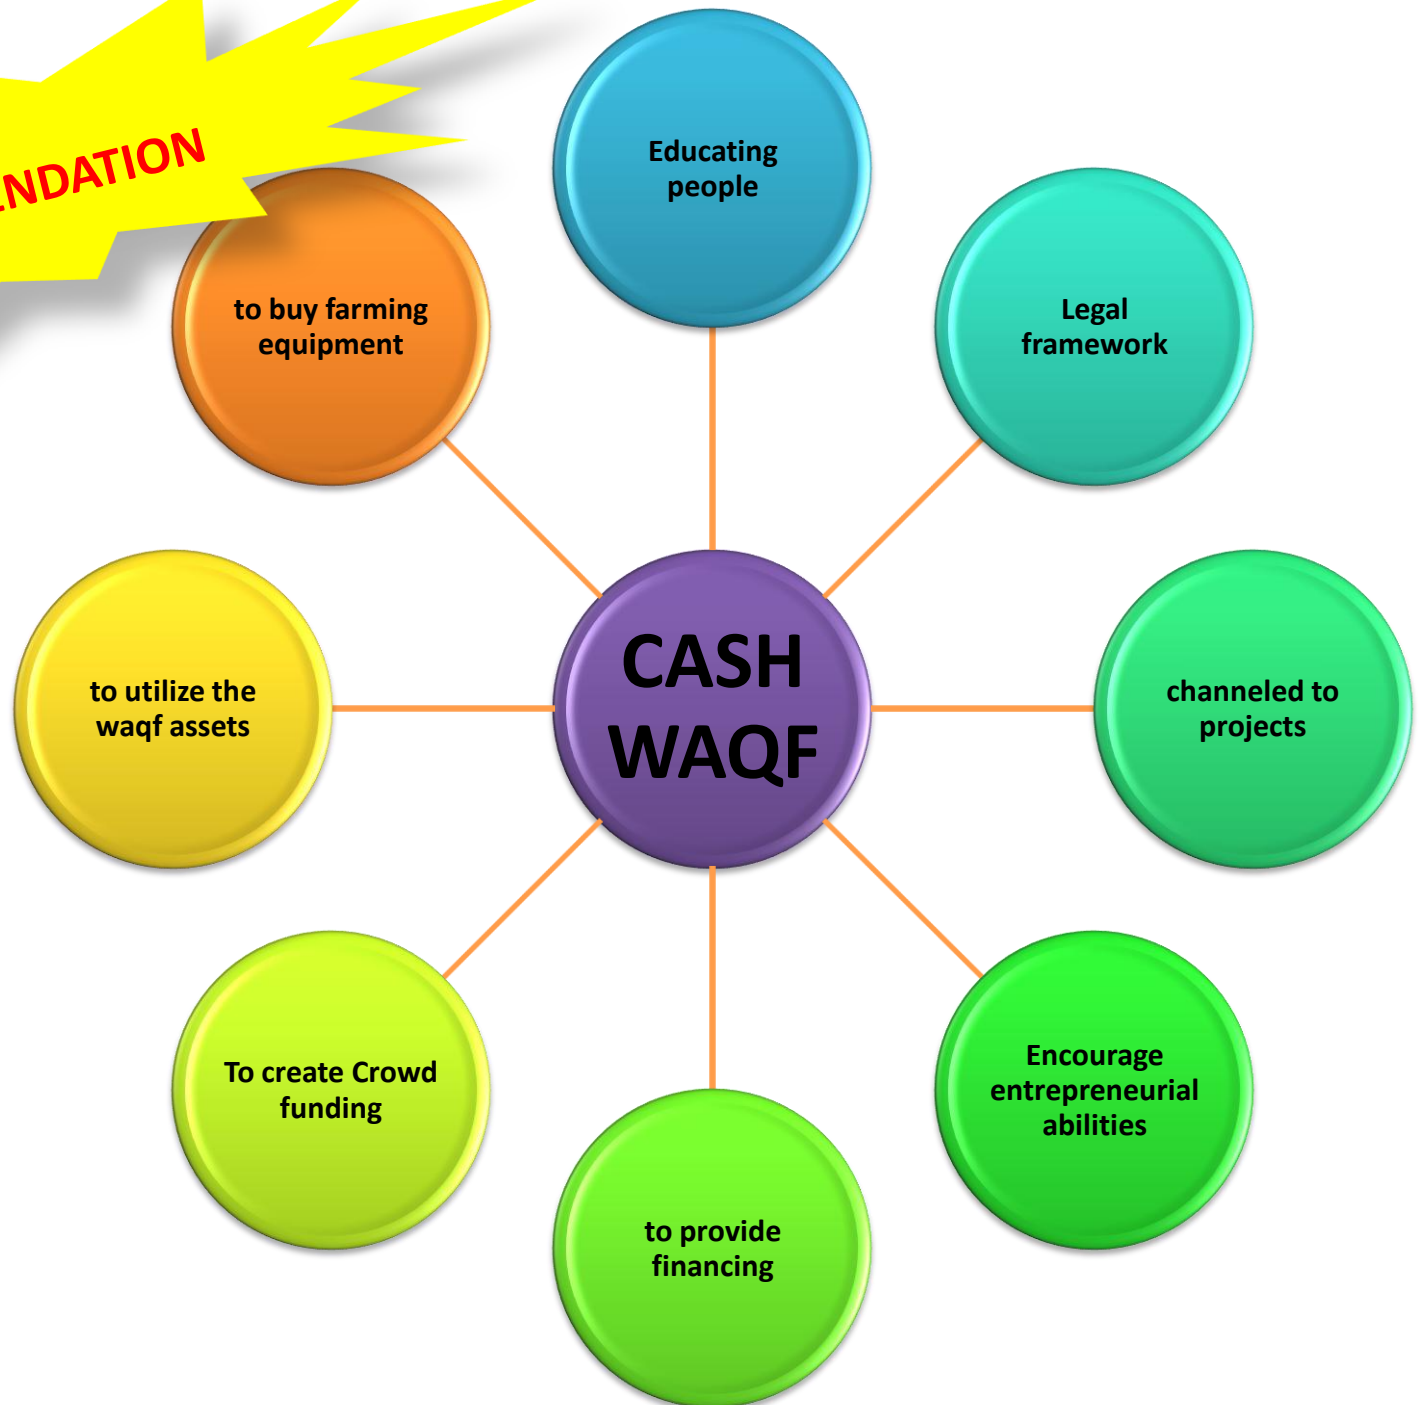 Educating
people
Legal
framework
channeled to
projects
Encourage
entrepreneurial
abilities
to provide
financing
To create Crowd
funding
to utilize the
waqf assets
to buy farming
equipment
CASH
WAQF